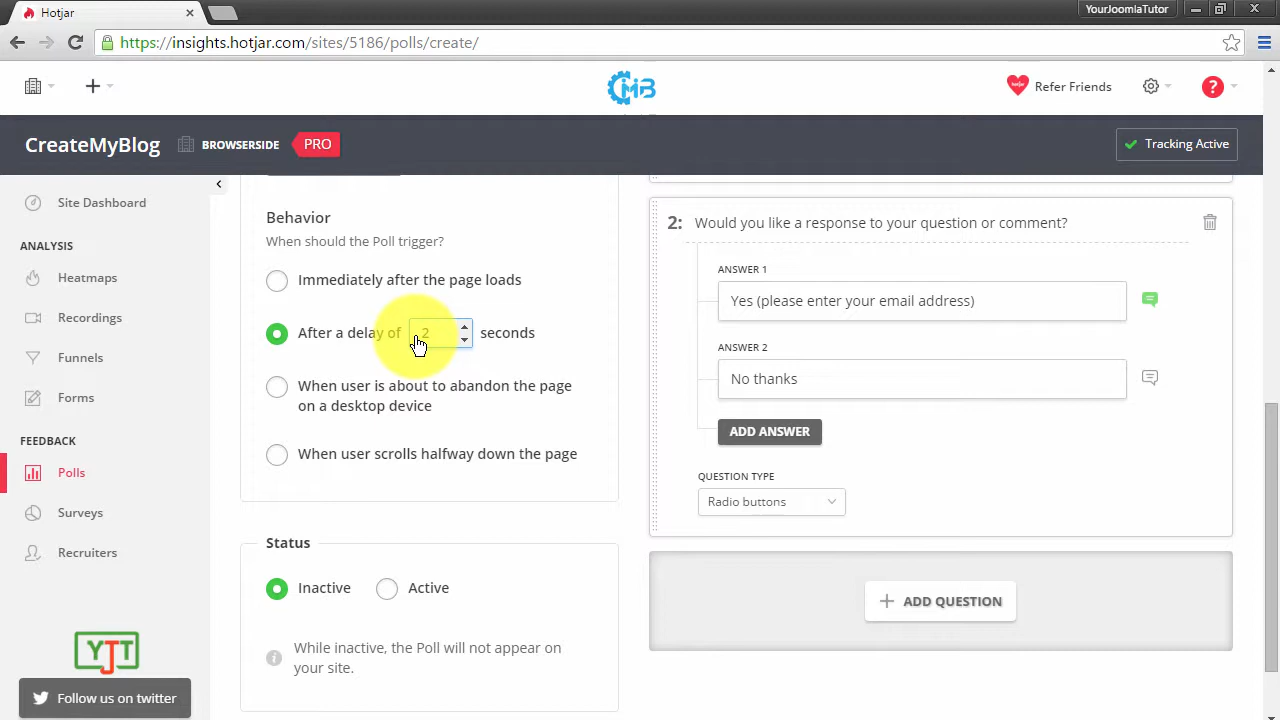 Hotjar
YourJoomlaTutor
https://insights.hotjar.com/sites/5186/polls/create/
CMB
hotjar
Refer Friends
?
CreateMyBlog
BROWSERSIDE
PRO
Tracking Active
Site Dashboard
ANALYSIS
Heatmaps
Recordings
Funnels
Forms
FEEDBACK
Polls
Surveys
Recruiters
YJT
Follow us on twitter
Behavior
When should the Poll trigger?
Immediately after the page loads
After a delay of 2 seconds
When user is about to abandon the page
on a desktop device
When user scrolls halfway down the page
Status
Inactive
Active
While inactive, the Poll will not appear on
your site.
2: Would you like a response to your question or comment?
ANSWER 1
Yes (please enter your email address)
ANSWER 2
No thanks
ADD ANSWER
QUESTION TYPE
Radio buttons
ADD QUESTION